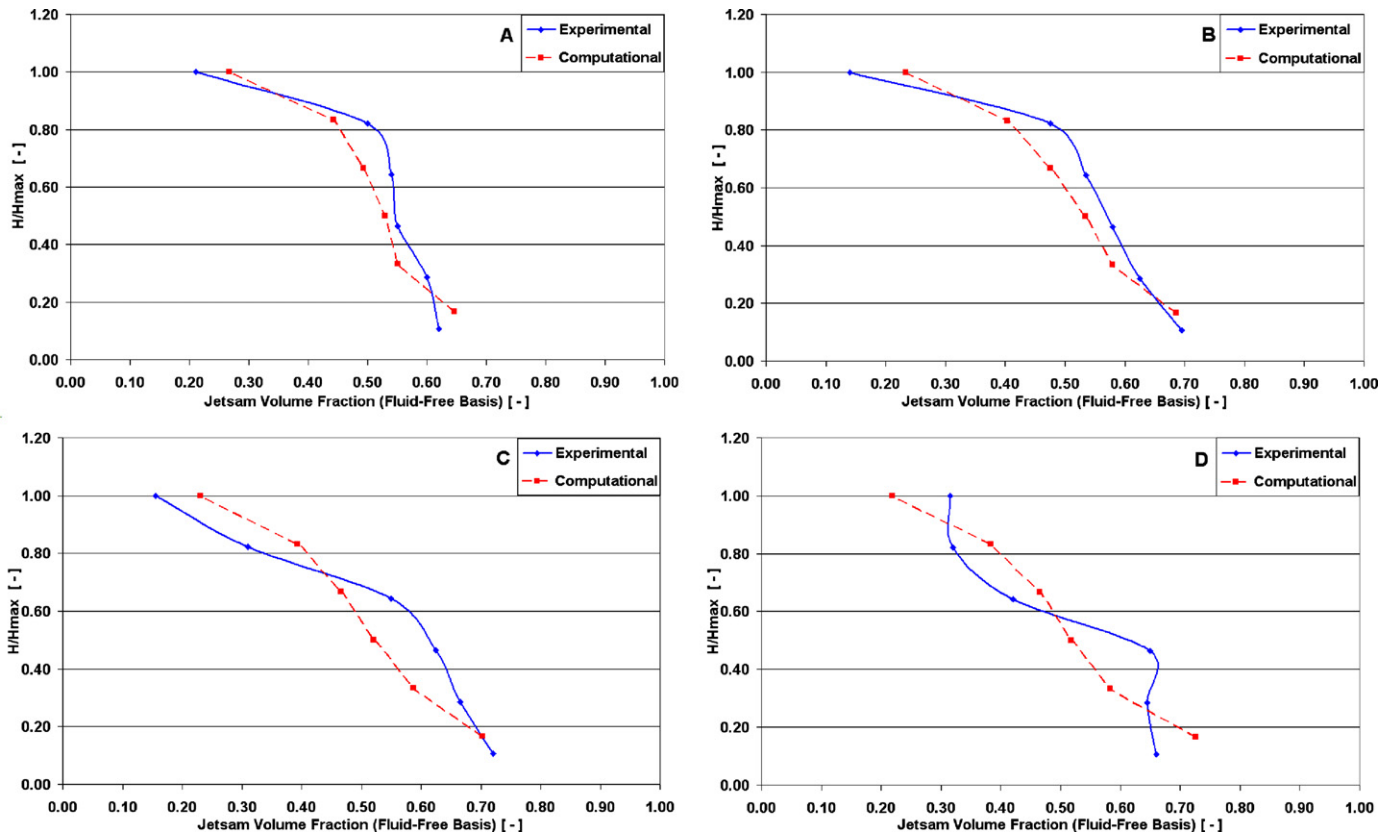 A
Experimental
Computational
1.20
1.00
0.80
0.60
0.40
0.20
0.00
H/Hmax [ - ]
0.00 0.10 0.20 0.30 0.40 0.50 0.60 0.70 0.80 0.90 1.00
Jetsam Volume Fraction (Fluid-Free Basis) [ - ]
B
Experimental
Computational
1.20
1.00
0.80
0.60
0.40
0.20
0.00
H/Hmax [ - ]
0.00 0.10 0.20 0.30 0.40 0.50 0.60 0.70 0.80 0.90 1.00
Jetsam Volume Fraction (Fluid-Free Basis) [ - ]
C
Experimental
Computational
1.20
1.00
0.80
0.60
0.40
0.20
0.00
H/Hmax [ - ]
0.00 0.10 0.20 0.30 0.40 0.50 0.60 0.70 0.80 0.90 1.00
Jetsam Volume Fraction (Fluid-Free Basis) [ - ]
D
Experimental
Computational
1.20
1.00
0.80
0.60
0.40
0.20
0.00
H/Hmax [ - ]
0.00 0.10 0.20 0.30 0.40 0.50 0.60 0.70 0.80 0.90 1.00
Jetsam Volume Fraction (Fluid-Free Basis) [ - ]